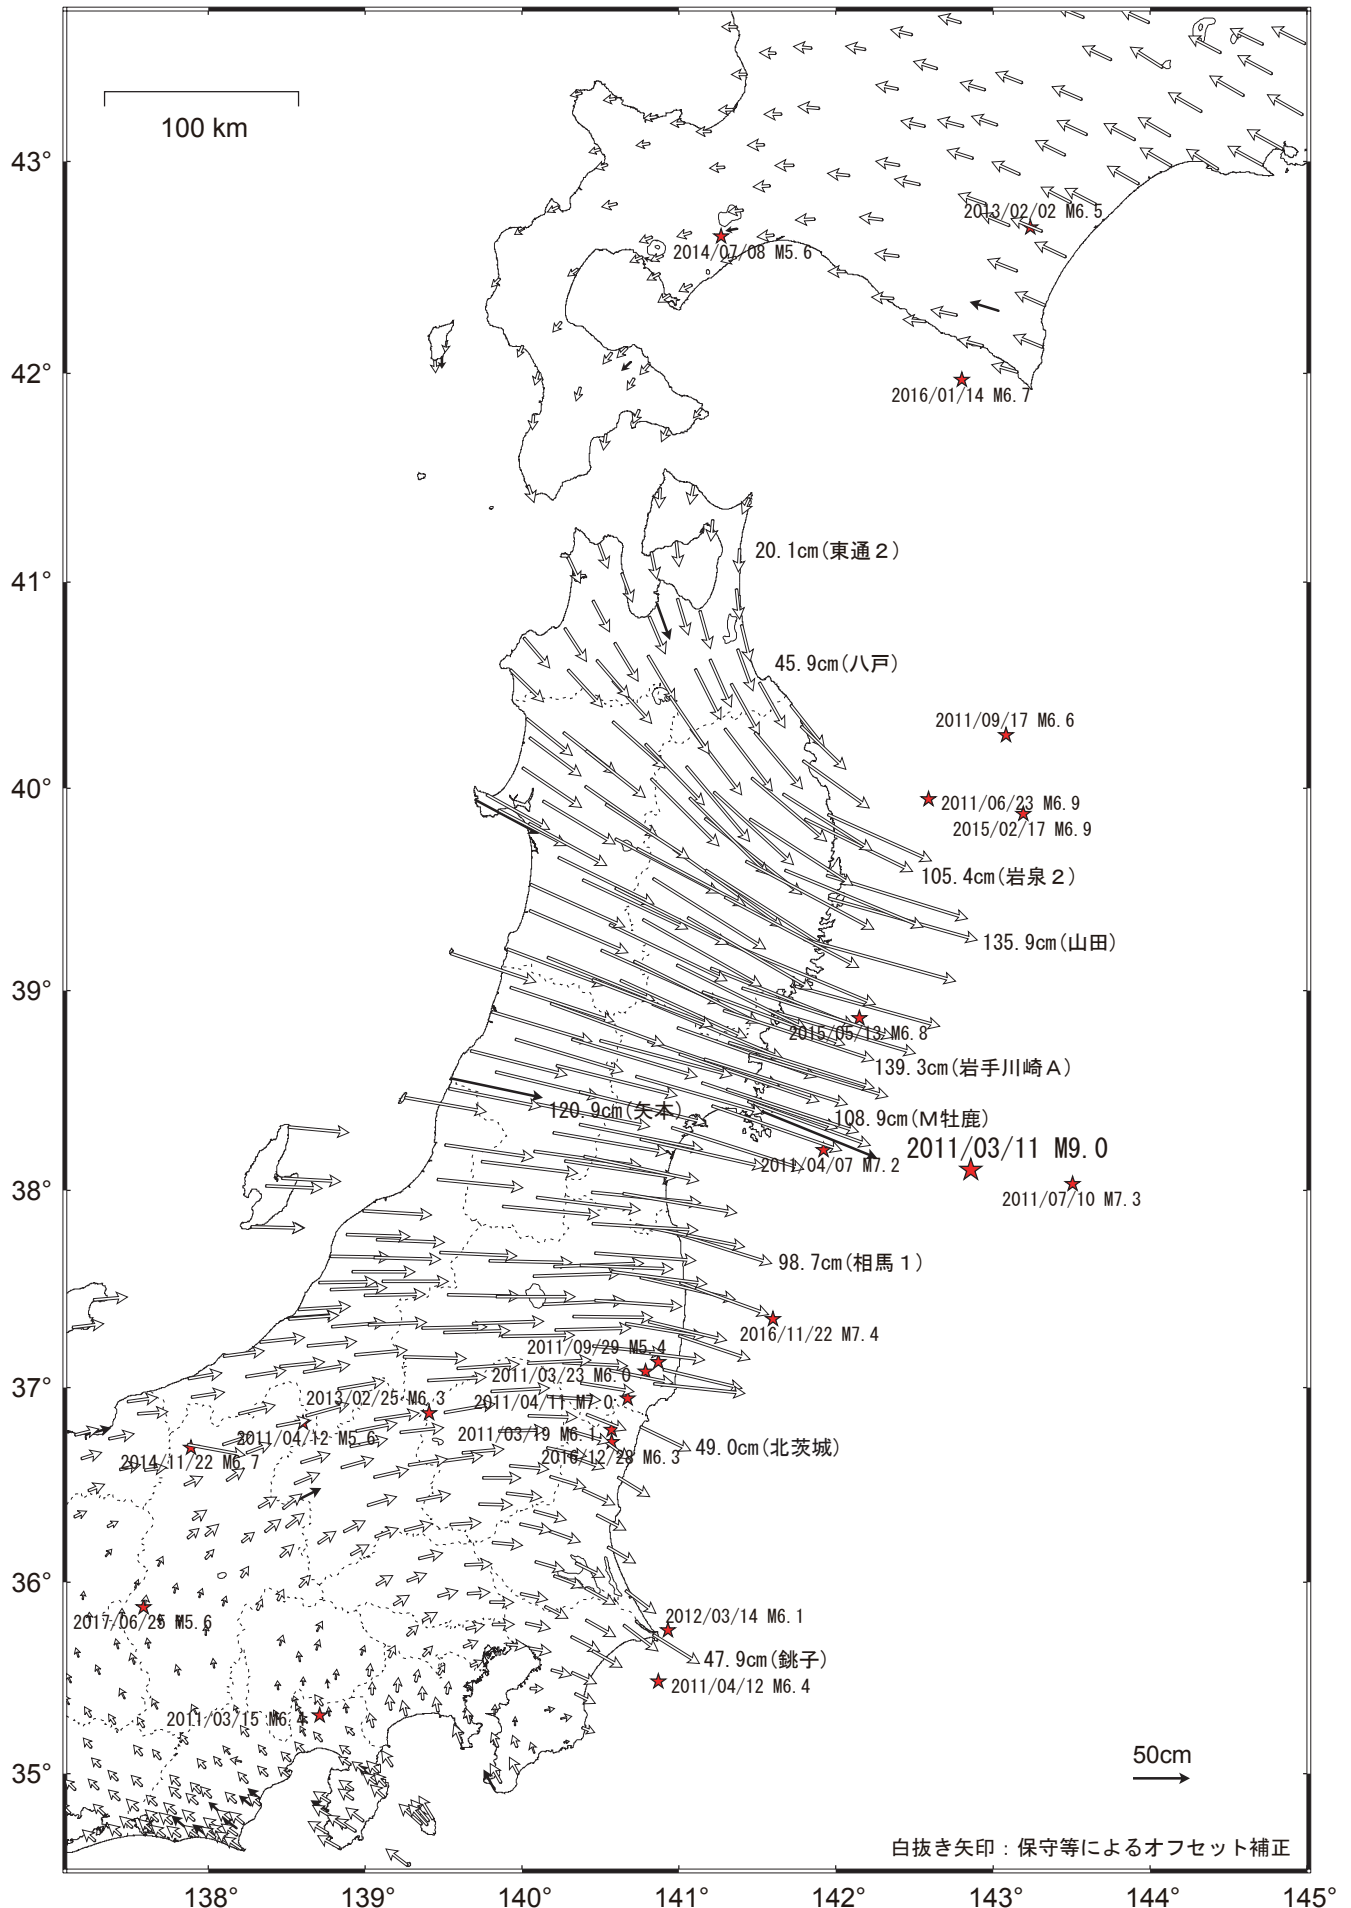 100 km
43°
2013/02/02 M6.5
2014/07/08 M5.6
42°
2016/01/14 M6.7
20.1cm(東通2)
41°
45.9cm(八戸)
2011/09/17 M6.6
40°
2011/06/23 M6.9
2015/02/17 M6.9
105.4cm(岩泉2)
135.9cm(山田)
39°
2015/05/13 M6.8
139.3cm(岩手川崎A)
120.9cm(矢本)
108.9cm(M牡鹿)
2011/03/11 M9.0
2011/04/07 M7.2
38°
2011/07/10 M7.3
98.7cm(相馬1)
2016/11/22 M7.4
2011/09/29 M5.4
37°
2011/03/23 M6.0
2013/02/25 M6.3
2011/04/11 M7.0
2011/04/12 M5.6
2011/03/19 M6.1
49.0cm(北茨城)
2016/12/28 M6.3
2014/11/22 M6.7
36°
2012/03/14 M6.1
2017/06/25 M5.6
47.9cm(銚子)
2011/04/12 M6.4
2011/03/15 M6.4
50cm
35°
白抜き矢印：保守等によるオフセット補正
138° 139° 140° 141° 142° 143° 144° 145°